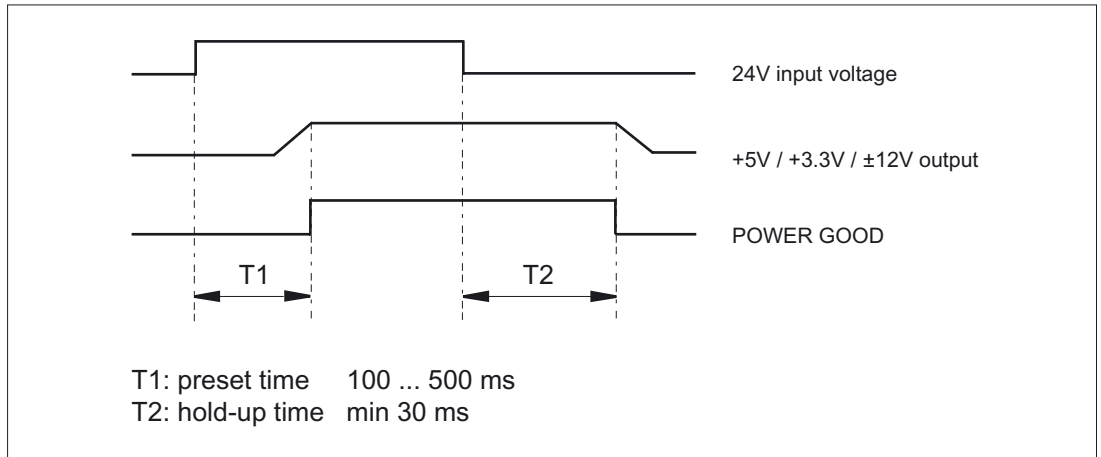 24V input voltage
+5V / +3.3V / ±12V output
POWER GOOD
T1 T2
T1: preset time 100 ... 500 ms
T2: hold-up time min 30 ms